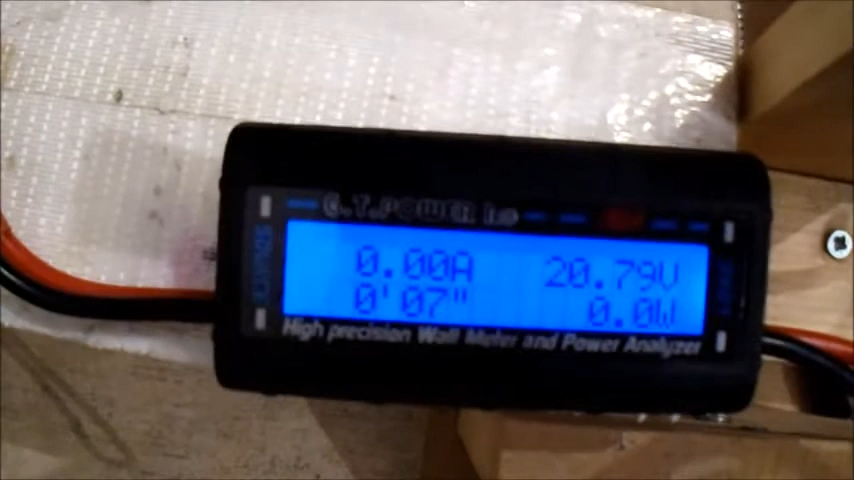 G.T.POWER
0.00A 20.79V
0'07" 0.0W
High precision Watt Meter and Power Analyzer